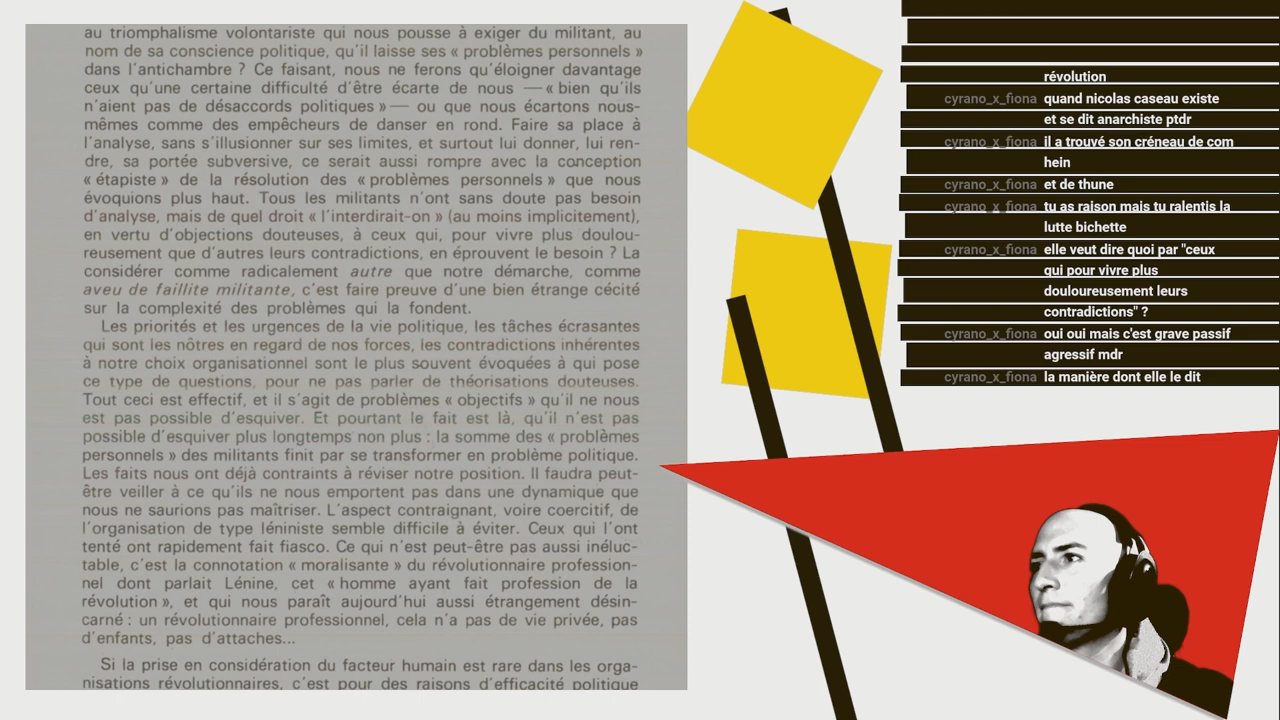 au triomphalisme volontariste qui nous pousse à exiger du militant, au
nom de sa conscience politique, qu'il laisse ses « problèmes personnels »
dans l'antichambre ? Ce faisant, nous ne ferons qu'éloigner davantage
ceux qu'une certaine difficulté d'être écarte de nous — « bien qu'ils
n'aient pas de désaccords politiques » — ou que nous écartons nous-
mêmes comme des empêcheurs de danser en rond. Faire sa place à
l'analyse, sans s'illusionner sur ses limites, et surtout lui donner, lui ren-
dre, sa portée subversive, ce serait aussi rompre avec la conception
« étapiste » de la résolution des « problèmes personnels » que nous
évoquions plus haut. Tous les militants n'ont sans doute pas besoin
d'analyse, mais de quel droit « l'interdirait-on » (au moins implicitement),
en vertu d'objections douteuses, à ceux qui, pour vivre plus doulou-
reusement que d'autres leurs contradictions, en éprouvent le besoin ? La
considérer comme radicalement autre que notre démarche, comme
aveu de faillite militante, c'est faire preuve d'une bien étrange cécité
sur la complexité des problèmes qui la fondent.
Les priorités et les urgences de la vie politique, les tâches écrasantes
qui sont les nôtres en regard de nos forces, les contradictions inhérentes
à notre choix organisationnel sont le plus souvent évoquées à qui pose
ce type de questions, pour ne pas parler de théorisations douteuses.
Tout ceci est effectif, et il s'agit de problèmes « objectifs » qu'il ne nous
est pas possible d'esquiver. Et pourtant le fait est là, qu'il n'est pas
possible d'esquiver plus longtemps non plus : la somme des « problèmes
personnels » des militants finit par se transformer en problème politique.
Les faits nous ont déjà contraints à réviser notre position. Il faudra peut-
être veiller à ce qu'ils ne nous emportent pas dans une dynamique que
nous ne saurions pas maîtriser. L'aspect contraignant, voire coercitif, de
l'organisation de type léniniste semble difficile à éviter. Ceux qui l'ont
tenté ont rapidement fait fiasco. Ce qui n'est peut-être pas aussi inéluc-
table, c'est la connotation « moraliste » du révolutionnaire profession-
nel dont parlait Lénine, cet « homme ayant fait profession de la
révolution », et qui nous paraît aujourd'hui aussi étrangement désin-
carné : un révolutionnaire professionnel, cela n'a pas de vie privée, pas
d'enfants, pas d'attaches...
Si la prise en considération du facteur humain est rare dans les orga-
nisations révolutionnaires, c'est pour des raisons d'efficacité politique
révolution
cyrano_x_fiona quand nicolas caseau existe
et se dit anarchiste ptdr
cyrano_x_fiona il a trouvé son créneau de com
hein
cyrano_x_fiona et de thune
cyrano_x_fiona tu as raison mais tu ralentis la
lutte bichette
cyrano_x_fiona elle veut dire quoi par "ceux
qui pour vivre plus
douloureusement leurs
contradictions" ?
cyrano_x_fiona oui oui mais c'est grave passif
agressif mdr
cyrano_x_fiona la manière dont elle le dit